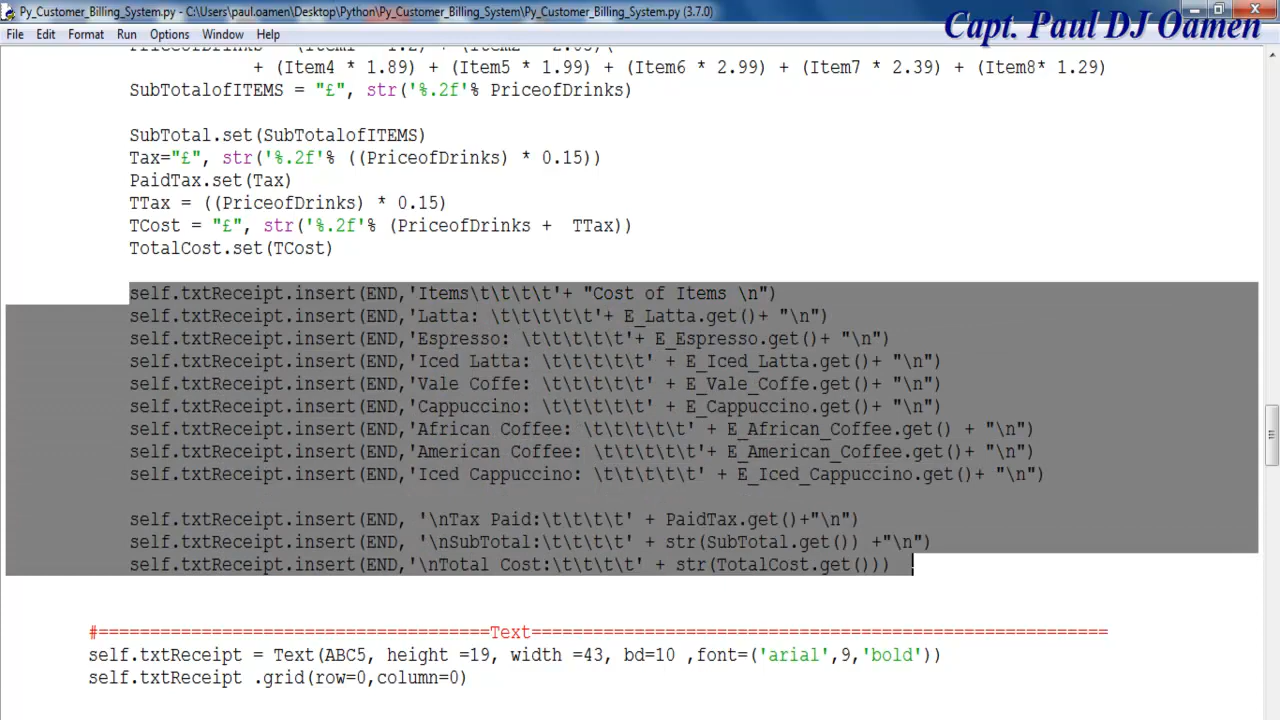 Py_Customer_Billing_System.py - C:\Users\paul.oamen\Desktop\Python\Py_Customer_Billing_System\Py_Customer_Billing_System.py (3.7.0)
Capt. Paul DJ Oamen
File Edit Format Run Options Window Help
+ (Item4 * 1.89) + (Item5 * 1.99) + (Item6 * 2.99) + (Item7 * 2.39) + (Item8* 1.29)
SubTotalofITEMS = "£", str('%.2f'% PriceofDrinks)
SubTotal.set(SubTotalofITEMS)
Tax="£", str('%.2f'% ((PriceofDrinks) * 0.15))
PaidTax.set(Tax)
TTax = ((PriceofDrinks) * 0.15)
TCost = "£", str('%.2f'% (PriceofDrinks +  TTax))
TotalCost.set(TCost)
self.txtReceipt.insert(END,'Items\t\t\t\t'+ "Cost of Items \n")
self.txtReceipt.insert(END,'Latta: \t\t\t\t\t'+ E_Latta.get()+ "\n")
self.txtReceipt.insert(END,'Espresso: \t\t\t\t\t'+ E_Espresso.get()+ "\n")
self.txtReceipt.insert(END,'Iced Latta: \t\t\t\t\t' + E_Iced_Latta.get()+ "\n")
self.txtReceipt.insert(END,'Vale Coffe: \t\t\t\t\t' + E_Vale_Coffe.get()+ "\n")
self.txtReceipt.insert(END,'Cappuccino: \t\t\t\t\t' + E_Cappuccino.get()+ "\n")
self.txtReceipt.insert(END,'African Coffee: \t\t\t\t\t' + E_African_Coffee.get() + "\n")
self.txtReceipt.insert(END,'American Coffee: \t\t\t\t\t'+ E_American_Coffee.get()+ "\n")
self.txtReceipt.insert(END,'Iced Cappuccino: \t\t\t\t\t' + E_Iced_Cappuccino.get()+ "\n")
self.txtReceipt.insert(END, '\nTax Paid:\t\t\t\t' + PaidTax.get()+"\n")
self.txtReceipt.insert(END, '\nSubTotal:\t\t\t\t' + str(SubTotal.get()) +"\n")
self.txtReceipt.insert(END,'\nTotal Cost:\t\t\t\t' + str(TotalCost.get()))
#======================================Text========================================================
self.txtReceipt = Text(ABC5, height =19, width =43, bd=10 ,font=('arial',9,'bold'))
self.txtReceipt .grid(row=0,column=0)